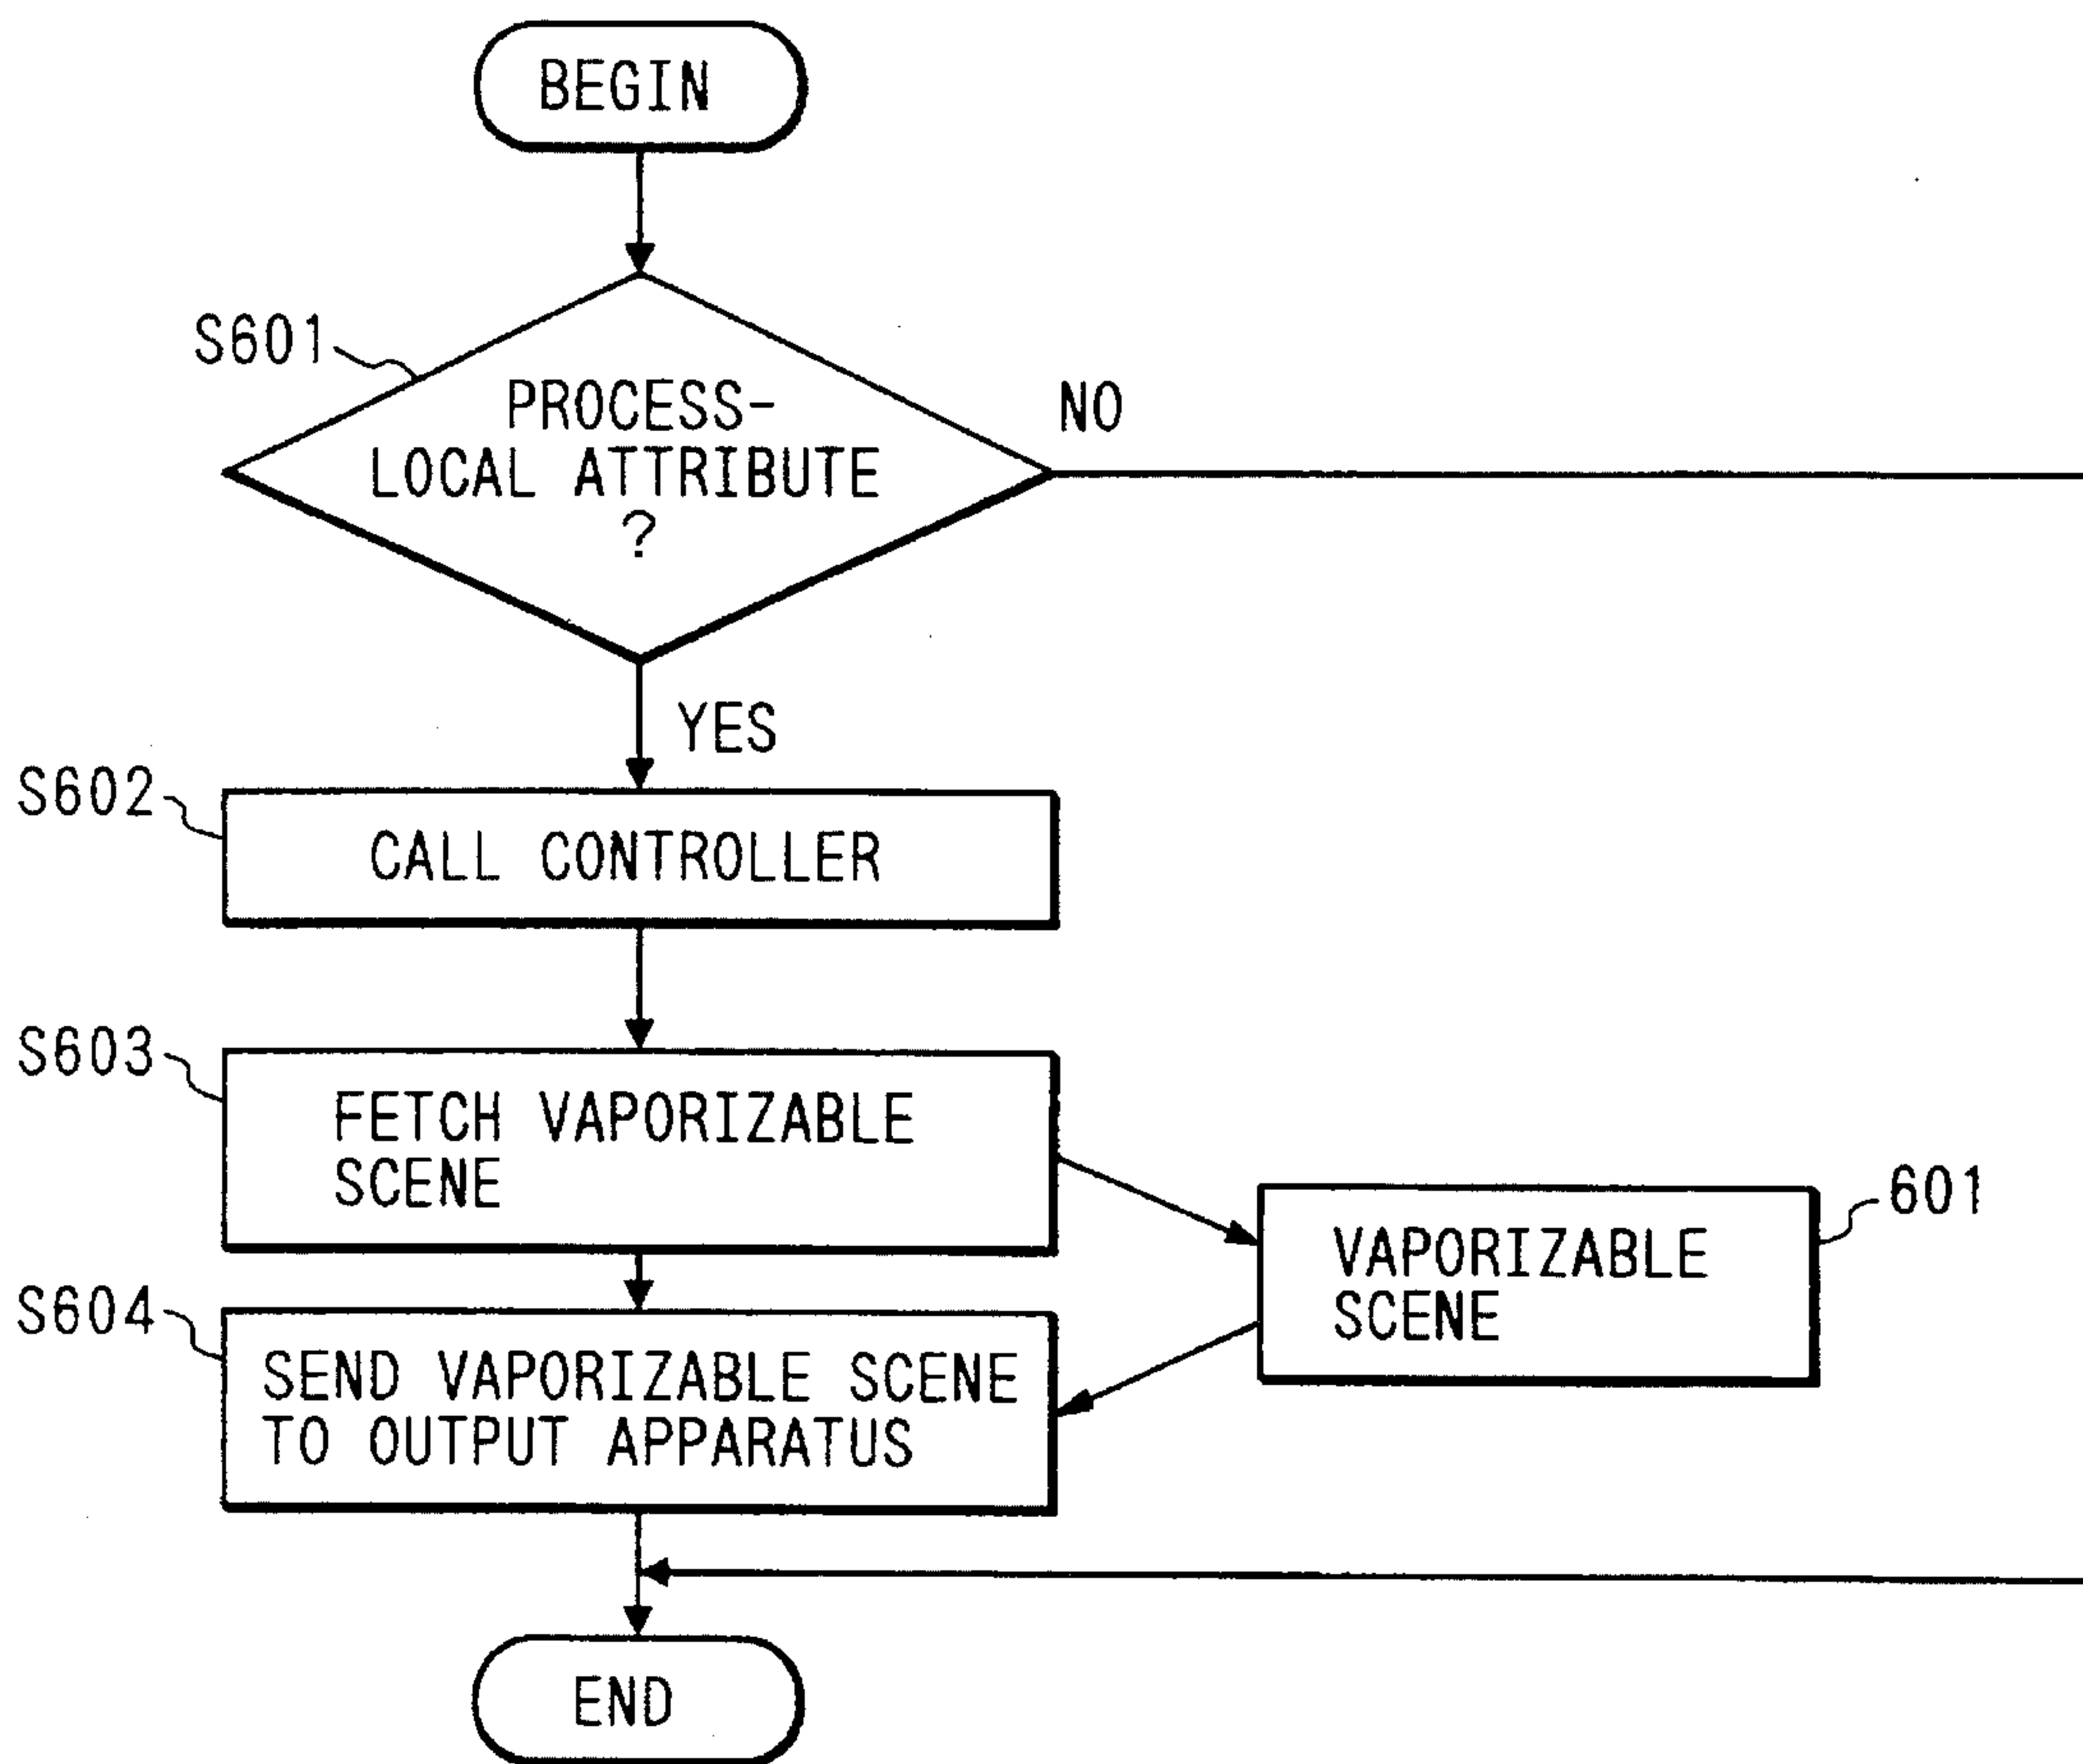 BEGIN
S601
PROCESS-
LOCAL ATTRIBUTE
?
NO
YES
S602
CALL CONTROLLER
S603
FETCH VAPORIZABLE
SCENE
601
VAPORIZABLE
SCENE
S604
SEND VAPORIZABLE SCENE
TO OUTPUT APPARATUS
END